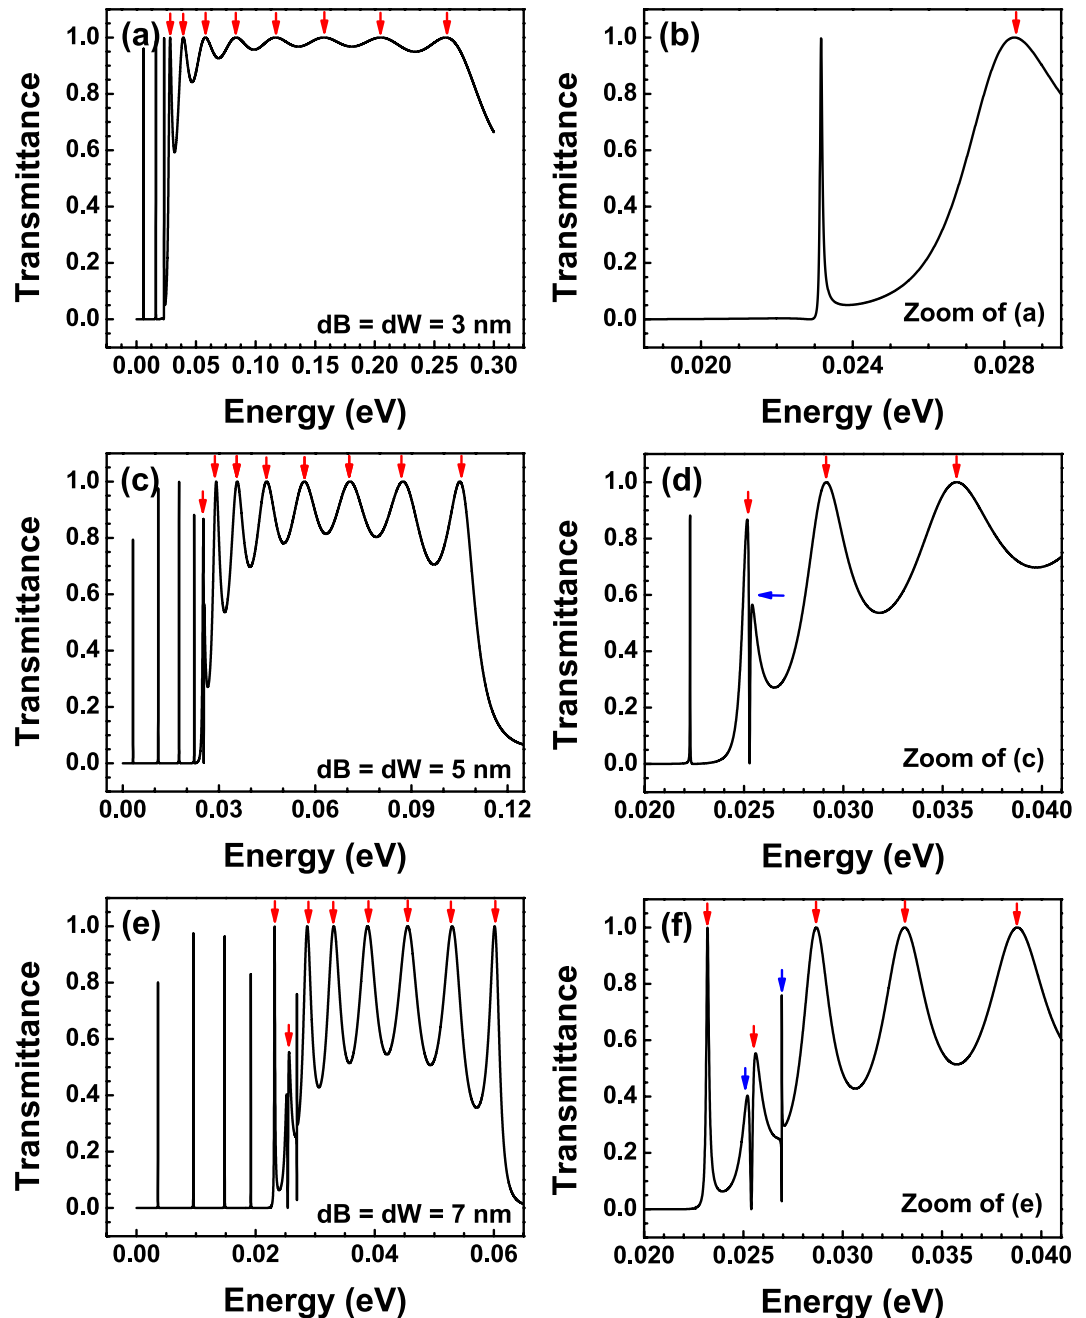 (a)
Transmittance
1.0
0.8
0.6
0.4
0.2
0.0
dB = dW = 3 nm
0.00 0.05 0.10 0.15 0.20 0.25 0.30
Energy (eV)
(b)
Transmittance
1.0
0.8
0.6
0.4
0.2
0.0
Zoom of (a)
0.020 0.024 0.028
Energy (eV)
(c)
Transmittance
1.0
0.8
0.6
0.4
0.2
0.0
dB = dW = 5 nm
0.00 0.03 0.06 0.09 0.12
Energy (eV)
(d)
Transmittance
1.0
0.8
0.6
0.4
0.2
0.0
Zoom of (c)
0.020 0.025 0.030 0.035 0.040
Energy (eV)
(e)
Transmittance
1.0
0.8
0.6
0.4
0.2
0.0
dB = dW = 7 nm
0.00 0.02 0.04 0.06
Energy (eV)
(f)
Transmittance
1.0
0.8
0.6
0.4
0.2
0.0
Zoom of (e)
0.020 0.025 0.030 0.035 0.040
Energy (eV)